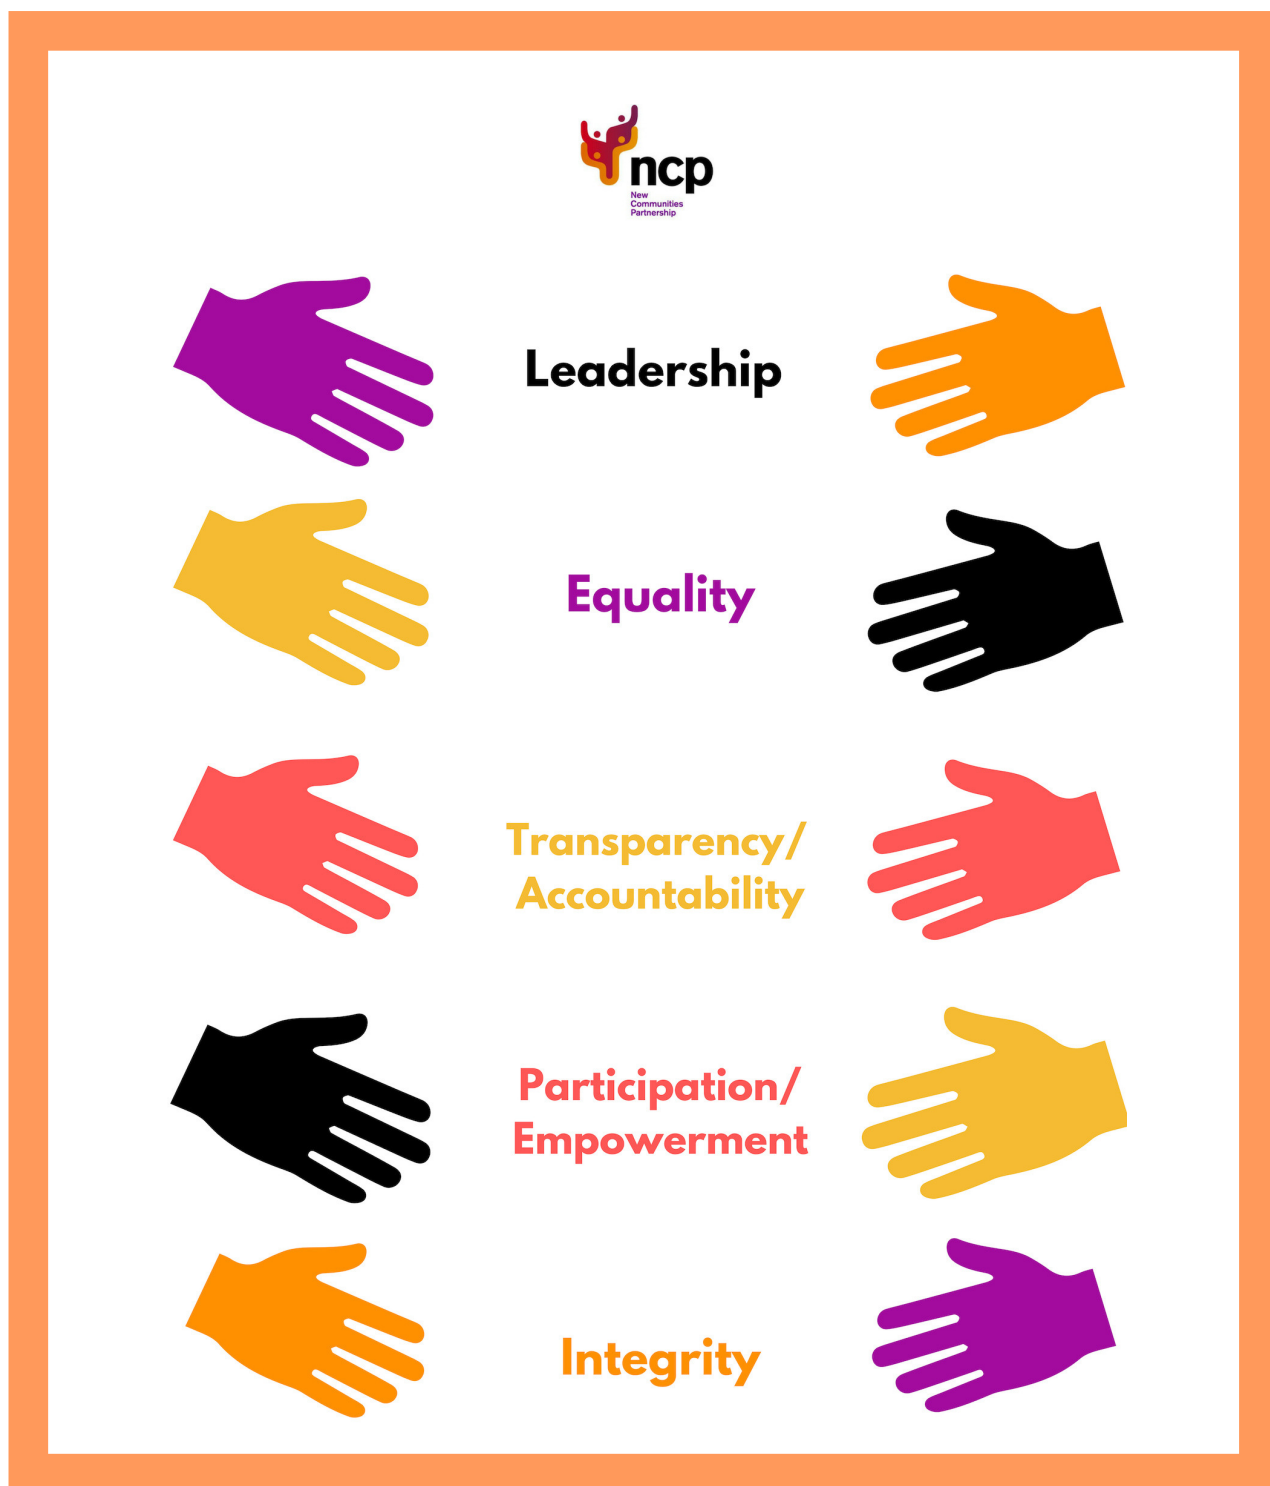 ncp
New
Communities
Partnership
Leadership
Equality
Transparency/
Accountability
Participation/
Empowerment
Integrity